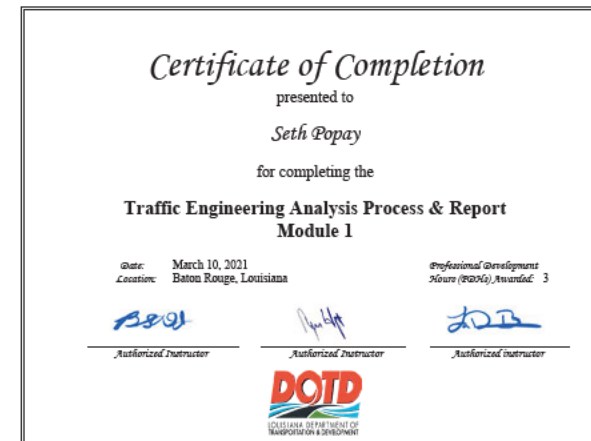 Certificate of Completion
presented to
Seth Popay
for completing the
Traffic Engineering Analysis Process & Report
Module 1
Date: March 10, 2021
Location: Baton Rouge, Louisiana
Professional Development
Hours (PDHs) Awarded: 3
Authorized Instructor
Authorized Instructor
Authorized instructor
DOTD
LOUISIANA DEPARTMENT OF
TRANSPORTATION & DEVELOPMENT